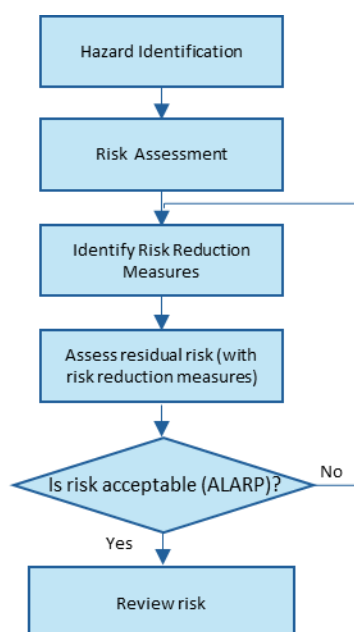 Hazard Identification
Risk Assessment
Identify Risk Reduction
Measures
Assess residual risk (with
risk reduction measures)
Is risk acceptable (ALARP)?
No
Yes
Review risk